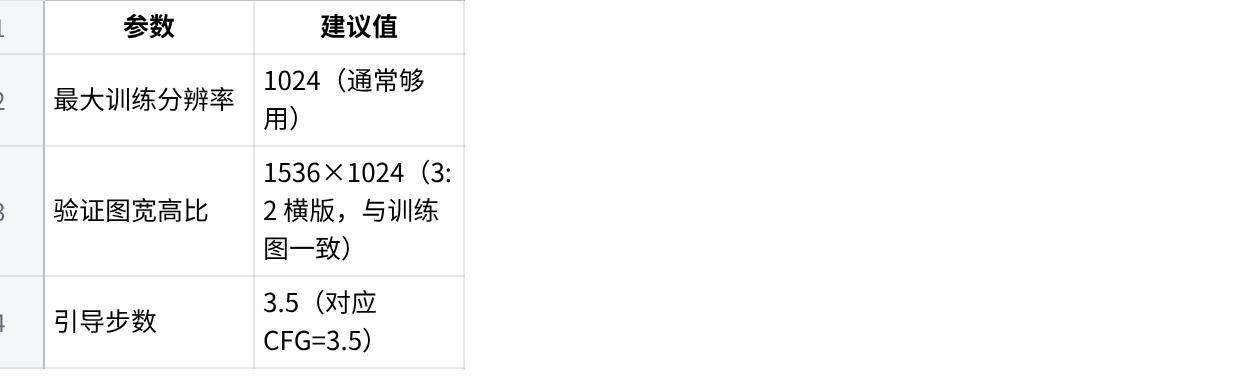 参数
建议值
最大训练分辨率
1024（通常够
用）
验证图宽高比
1536×1024（3:
2 横版，与训练
图一致）
引导步数
3.5（对应
CFG=3.5）